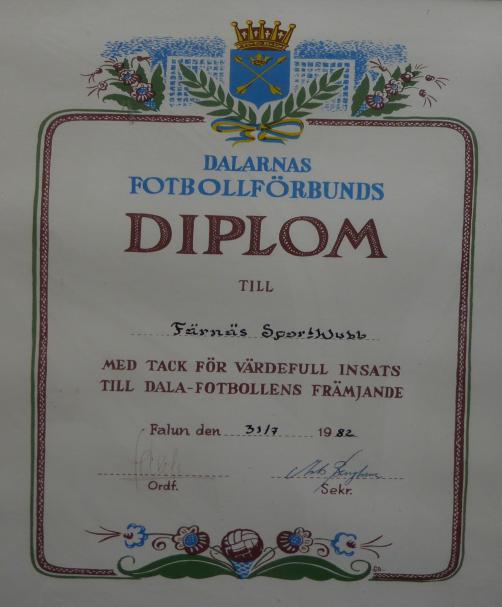 DALARNAS
FOTBOLLFÖRBUNDS
DIPLOM
TILL
Färnäs Sportklubb
MED TACK FÖR VÄRDEFULL INSATS
TILL DALA-FOTBOLLENS FRÄMJANDE
Falun den 31/7 1982
Ordf. Sekr.